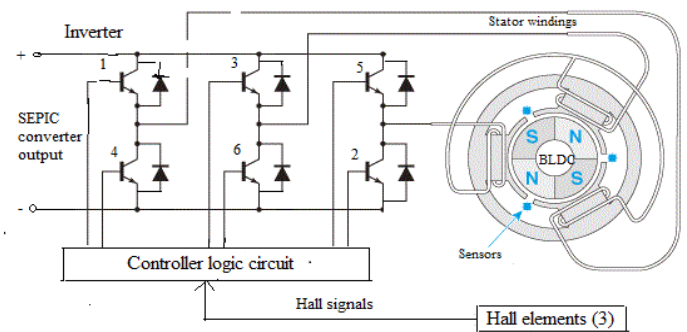 Stator windings
Inverter
+
1
3
5
SEPIC
converter
output
4
6
2
-
S N
BLDC
N S
Sensors
Controller logic circuit
Hall signals
Hall elements (3)